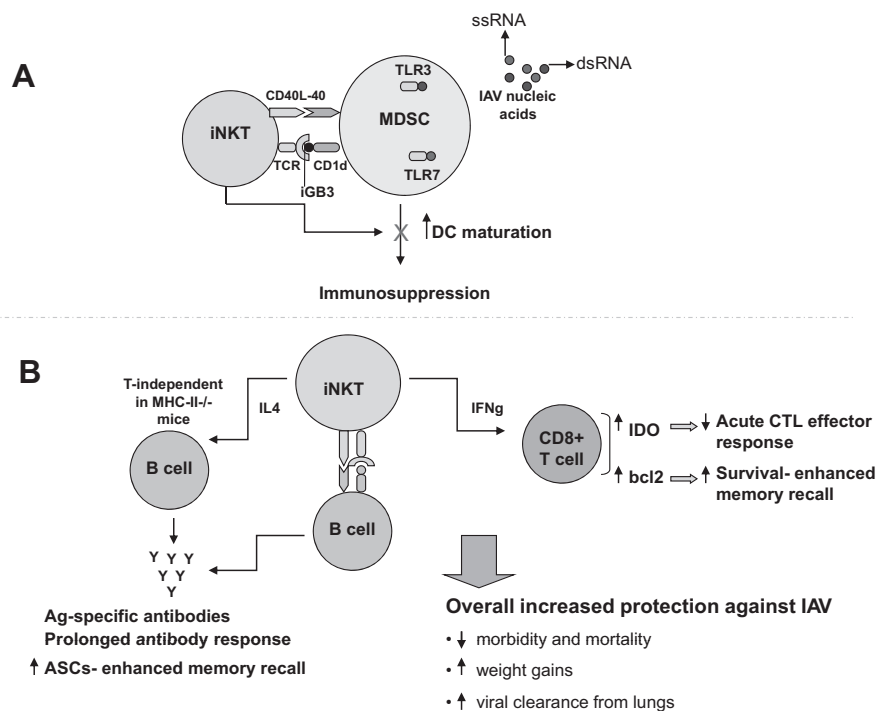 ssRNA
A
TLR3
dsRNA
CD40L-40
IAV nucleic
acids
iNKT
MDSC
TCR
CD1d
TLR7
iGB3
X
DC maturation
Immunosuppression
B
T-independent
in MHC-II-/-
mice
IL4
iNKT
IFNg
B cell
CD8+
T cell
IDO
Acute CTL effector
response
bcl2
Survival- enhanced
memory recall
B cell
Y Y Y
Y Y
Y
Ag-specific antibodies
Prolonged antibody response
ASCs- enhanced memory recall
Overall increased protection against IAV
• morbidity and mortality
• weight gains
• viral clearance from lungs